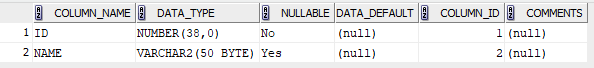 COLUMN_NAME DATA_TYPE NULLABLE DATA_DEFAULT COLUMN_ID COMMENTS
1 ID NUMBER(38,0) No (null) 1 (null)
2 NAME VARCHAR2(50 BYTE) Yes (null) 2 (null)